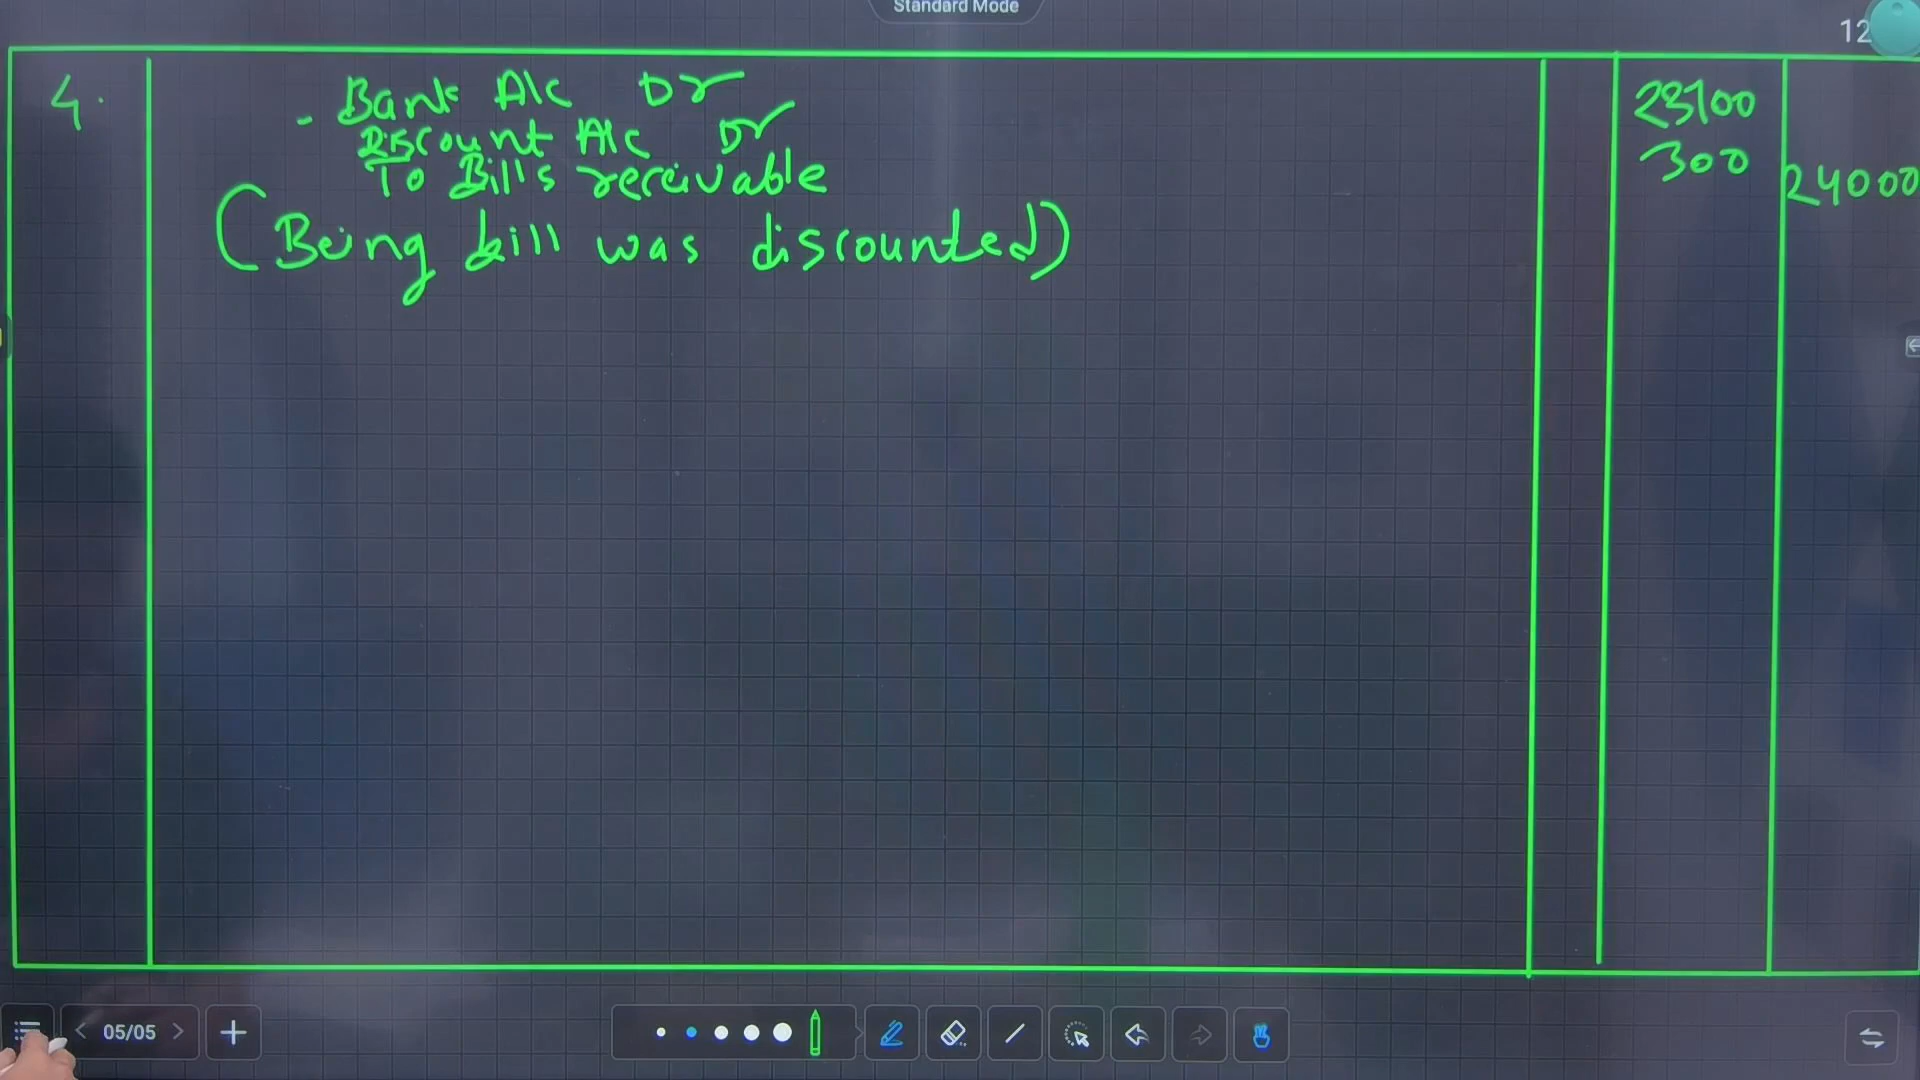 Standard Mode
12
4.
- Bank A/c Dr 23700
Discount A/c Dr 300
To Bills receivable 24000
(Being bill was discounted)
05/05